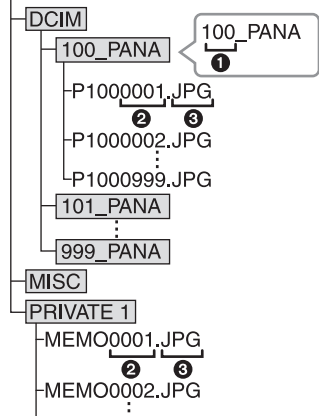 DCIM
100_PANA
100_PANA
❶
P1000001.JPG
❷ ❸
P1000002.JPG
P1000999.JPG
101_PANA
999_PANA
MISC
PRIVATE 1
MEMO0001.JPG
❷ ❸
MEMO0002.JPG